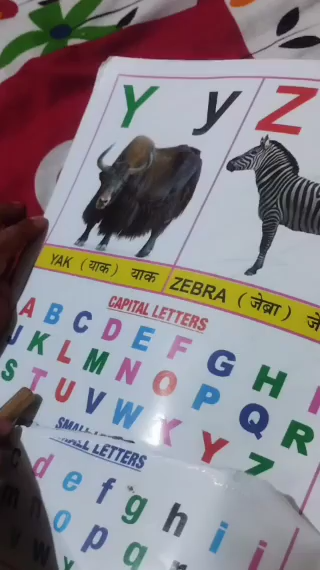 Y y Z
YAK ( याक ) याक ZEBRA ( जेब्रा )
CAPITAL LETTERS
A B C D E F G H I
J K L M N O P Q R
S T U V W X Y Z
SMALL LETTERS
d e f g h i j
m n o p q r
v w